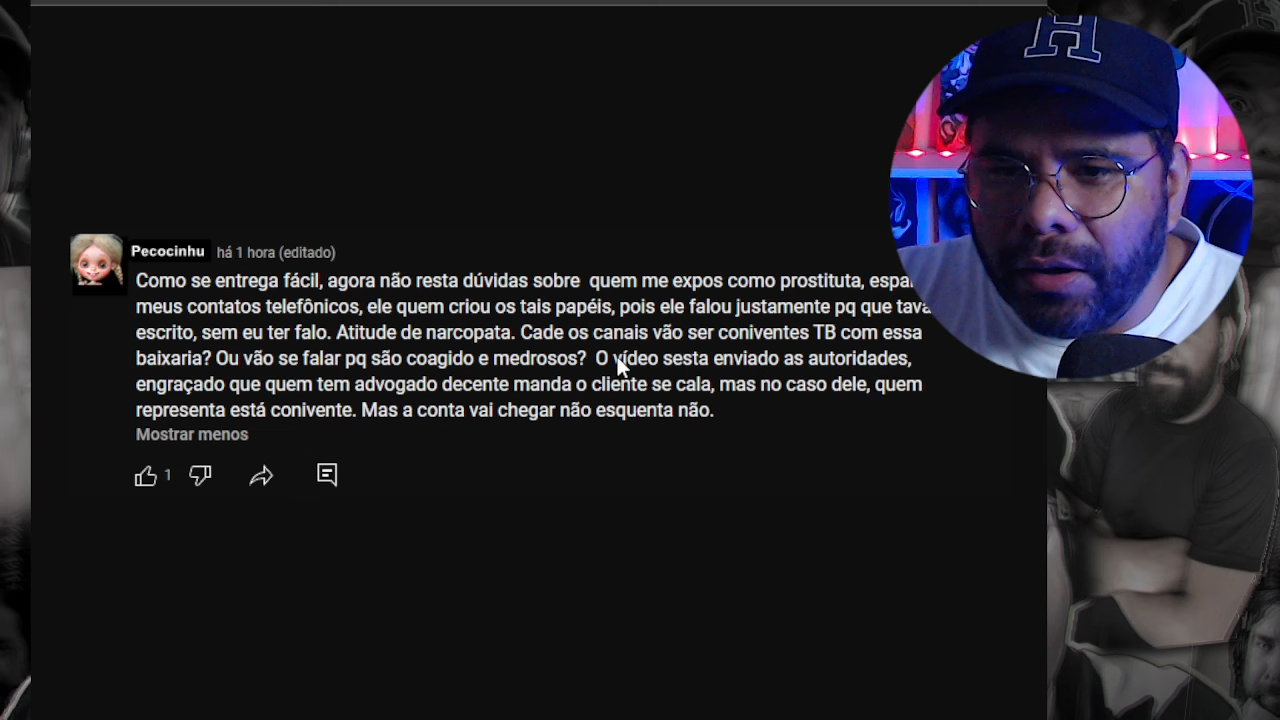 H
Pecocinhu há 1 hora (editado)
Como se entrega fácil, agora não resta dúvidas sobre quem me expos como prostituta,
meus contatos telefônicos, ele quem criou os tais papéis, pois ele falou justamente pq que tava
escrito, sem eu ter falo. Atitude de narcopata. Cade os canais vão ser coniventes TB com essa
baixaria? Ou vão se falar pq são coagido e medrosos? O vídeo sesta enviado as autoridades,
engraçado que quem tem advogado decente manda o cliente se cala, mas no caso dele, quem
representa está conivente. Mas a conta vai chegar não esquenta não.
Mostrar menos
1